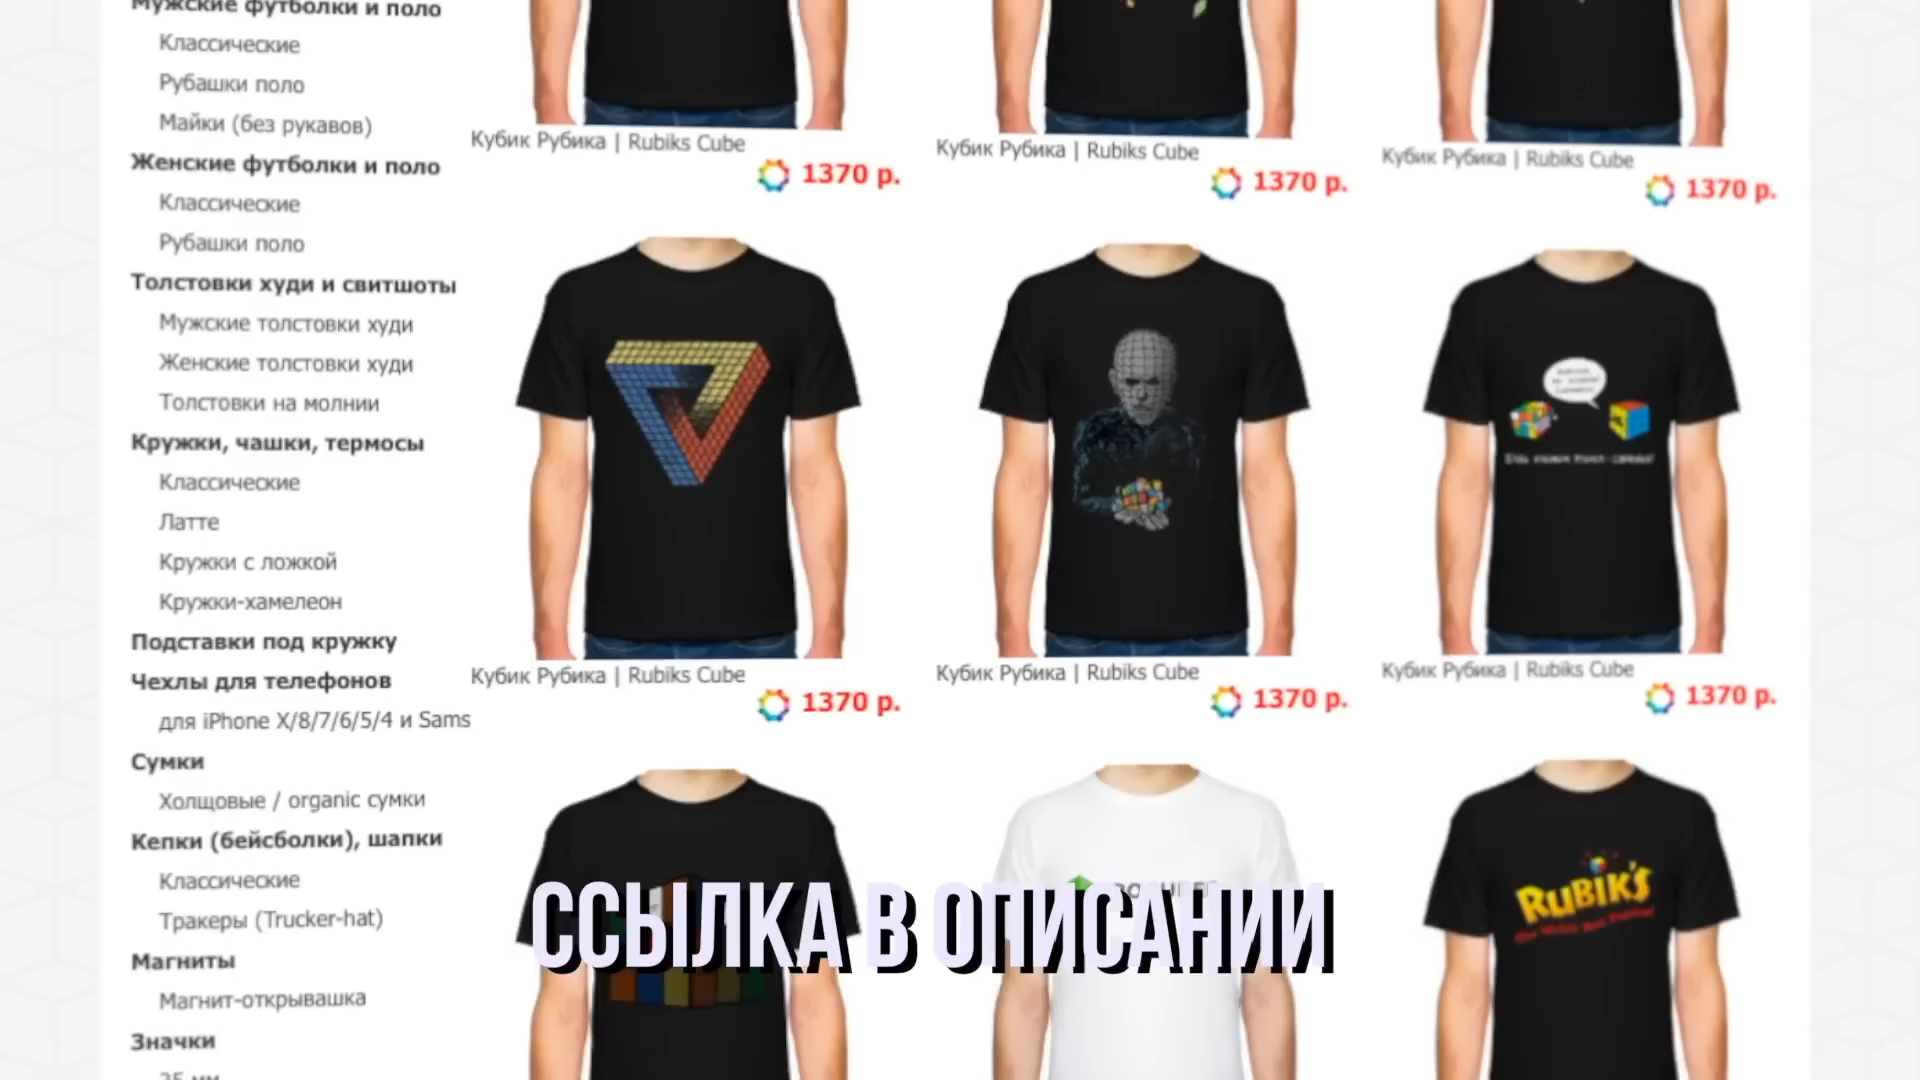 Мужские футболки и поло
Классические
Рубашки поло
Майки (без рукавов)
Женские футболки и поло
Классические
Рубашки поло
Толстовки худи и свитшоты
Мужские толстовки худи
Женские толстовки худи
Толстовки на молнии
Кружки, чашки, термосы
Классические
Латте
Кружки с ложкой
Кружки-хамелеон
Подставки под кружку
Чехлы для телефонов
для iPhone X/8/7/6/5/4 и Sams
Сумки
Холщовые / organic сумки
Кепки (бейсболки), шапки
Классические
Тракеры (Trucker-hat)
Магниты
Магнит-открывашка
Значки
Кубик Рубика | Rubiks Cube
1370 р.
Кубик Рубика | Rubiks Cube
1370 р.
Кубик Рубика | Rubiks Cube
1370 р.
Кубик Рубика | Rubiks Cube
1370 р.
Кубик Рубика | Rubiks Cube
1370 р.
Кубик Рубика | Rubiks Cube
1370 р.
RUBIK'S
ССЫЛКА В ОПИСАНИИ